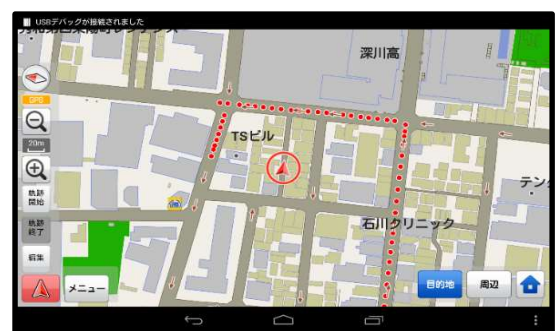 USBデバッグが接続されました
深川高
GPS
TSビル
20m
テン
軌跡
開始
石川クリニック
軌跡
終了
編集
メニュー
目的地
周辺